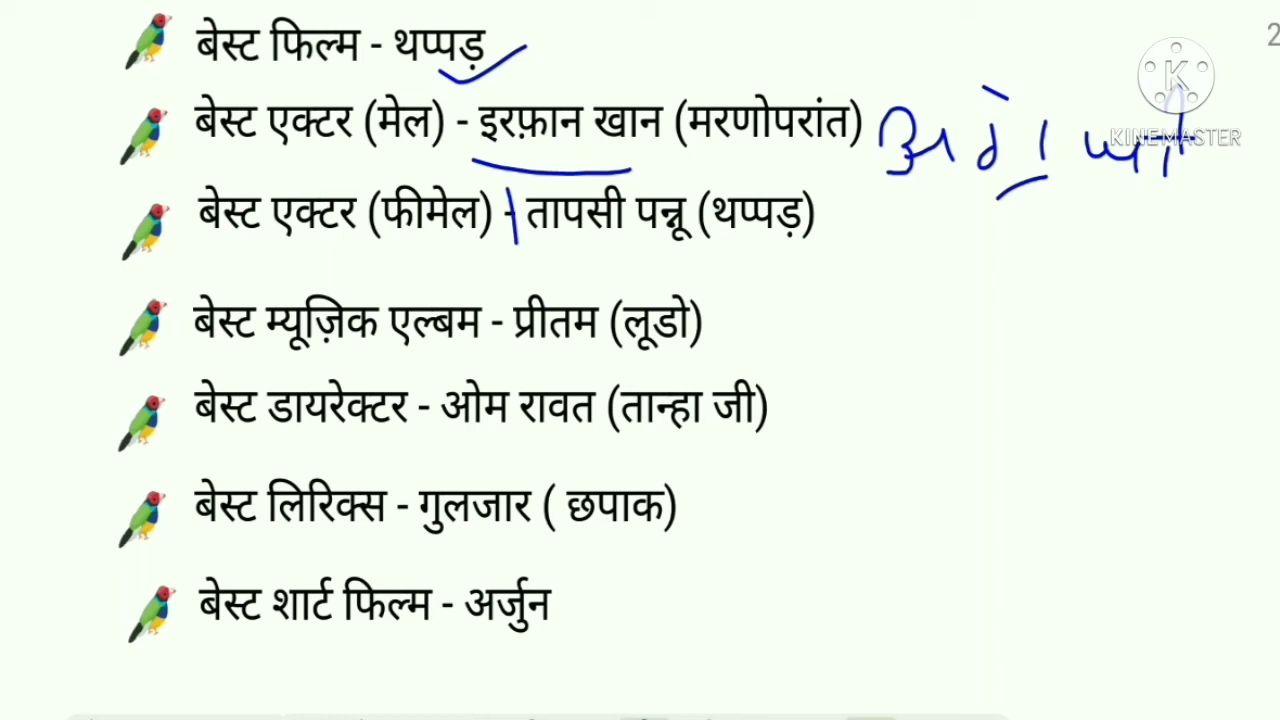 2
बेस्ट फिल्म - थप्पड़
K
KINEMASTER
बेस्ट एक्टर (मेल) - इरफ़ान खान (मरणोपरांत)
बेस्ट एक्टर (फीमेल) - तापसी पन्नू (थप्पड़)
बेस्ट म्यूज़िक एल्बम - प्रीतम (लूडो)
बेस्ट डायरेक्टर - ओम रावत (तान्हा जी)
बेस्ट लिरिक्स - गुलजार ( छपाक)
बेस्ट शार्ट फिल्म - अर्जुन